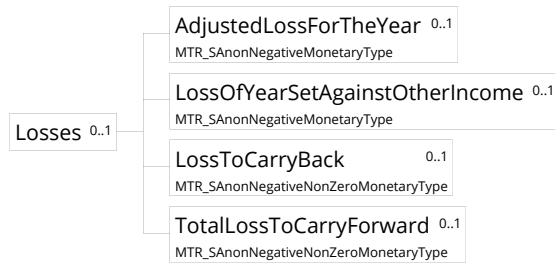 AdjustedLossForTheYear 0..1
MTR_SAnonNegativeMonetaryType
LossOfYearSetAgainstOtherIncome 0..1
MTR_SAnonNegativeMonetaryType
Losses 0..1
LossToCarryBack 0..1
MTR_SAnonNegativeNonZeroMonetaryType
TotalLossToCarryForward 0..1
MTR_SAnonNegativeNonZeroMonetaryType